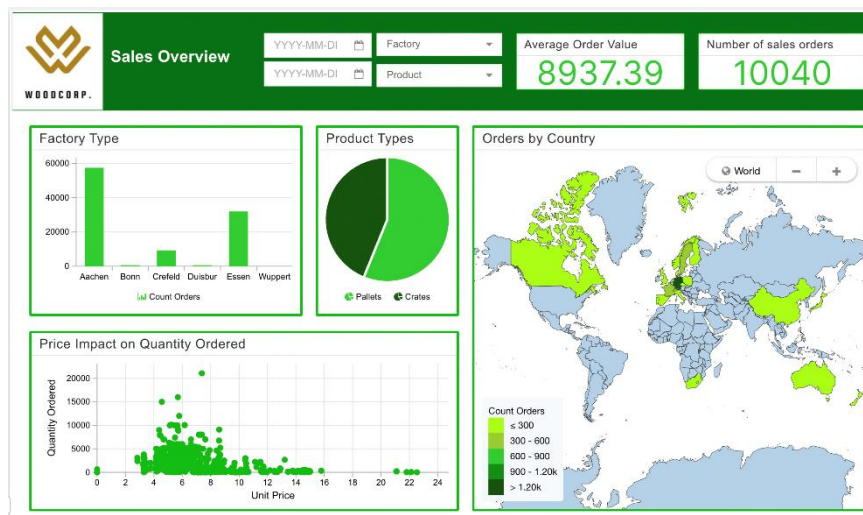 WOODCORP.
Sales Overview
YYYY-MM-DI
YYYY-MM-DI
Factory
Product
Average Order Value
8937.39
Number of sales orders
10040
Factory Type
60000
40000
20000
0
Aachen Bonn Crefeld Duisbur Essen Wuppert
Count Orders
Product Types
Pallets Crates
Orders by Country
World − +
Count Orders
≤ 300
300 - 600
600 - 900
900 - 1.20k
> 1.20k
Price Impact on Quantity Ordered
Quantity Ordered
20000
15000
10000
5000
0
0 2 4 6 8 10 12 14 16 18 20 22 24
Unit Price